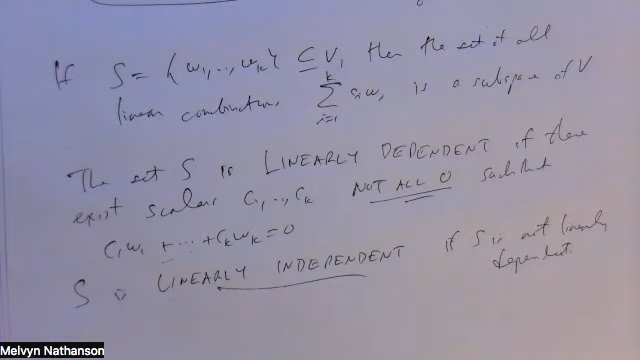 If S = {w₁, ..., wₖ} ⊆ V, then the set of all
linear combinations Σᵢ₌₁ᵏ cᵢwᵢ is a subspace of V
The set S is LINEARLY DEPENDENT if there
exist scalars c₁, .., cₖ NOT ALL 0 such that
c₁w₁ + ... + cₖwₖ = 0
S is LINEARLY INDEPENDENT if S is not linearly
dependent.
Melvyn Nathanson